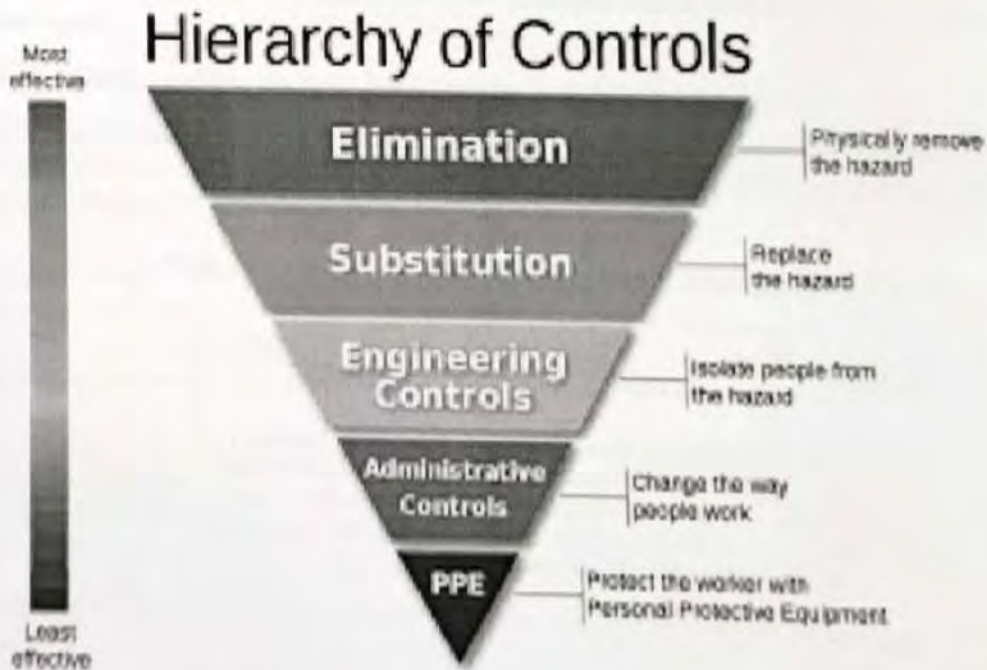 Hierarchy of Controls
Most
effective
Elimination
Physically remove
the hazard
Substitution
Replace
the hazard
Engineering
Controls
Isolate people from
the hazard
Administrative
Controls
Change the way
people work
PPE
Protect the worker with
Personal Protective Equipment
Least
effective